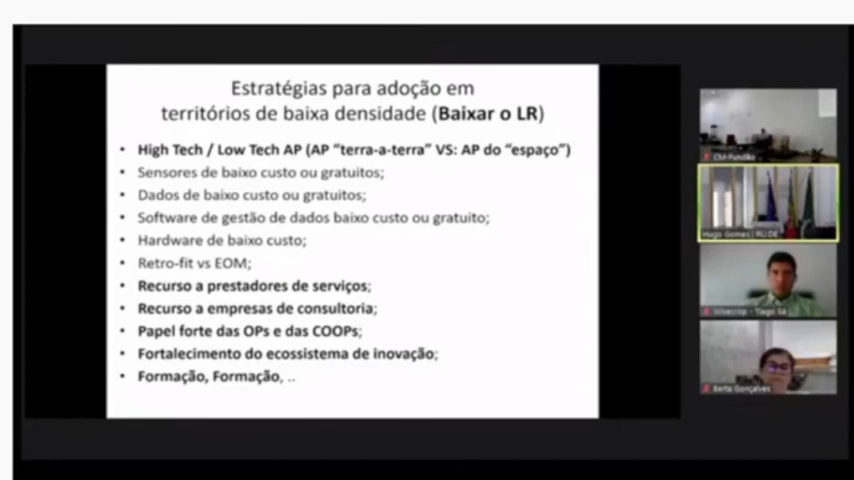 Estratégias para adoção em
territórios de baixa densidade (Baixar o LR)
• High Tech / Low Tech AP (AP “terra-a-terra” VS: AP do “espaço”)
• Sensores de baixo custo ou gratuitos;
• Dados de baixo custo ou gratuitos;
• Software de gestão de dados baixo custo ou gratuito;
• Hardware de baixo custo;
• Retro-fit vs EOM;
• Recurso a prestadores de serviços;
• Recurso a empresas de consultoria;
• Papel forte das OPs e das COOPs;
• Fortalecimento do ecossistema de inovação;
• Formação, Formação, ..
CM-Fundão
Hugo Gomes |
- Tiago Sá
Berta Gonçalves